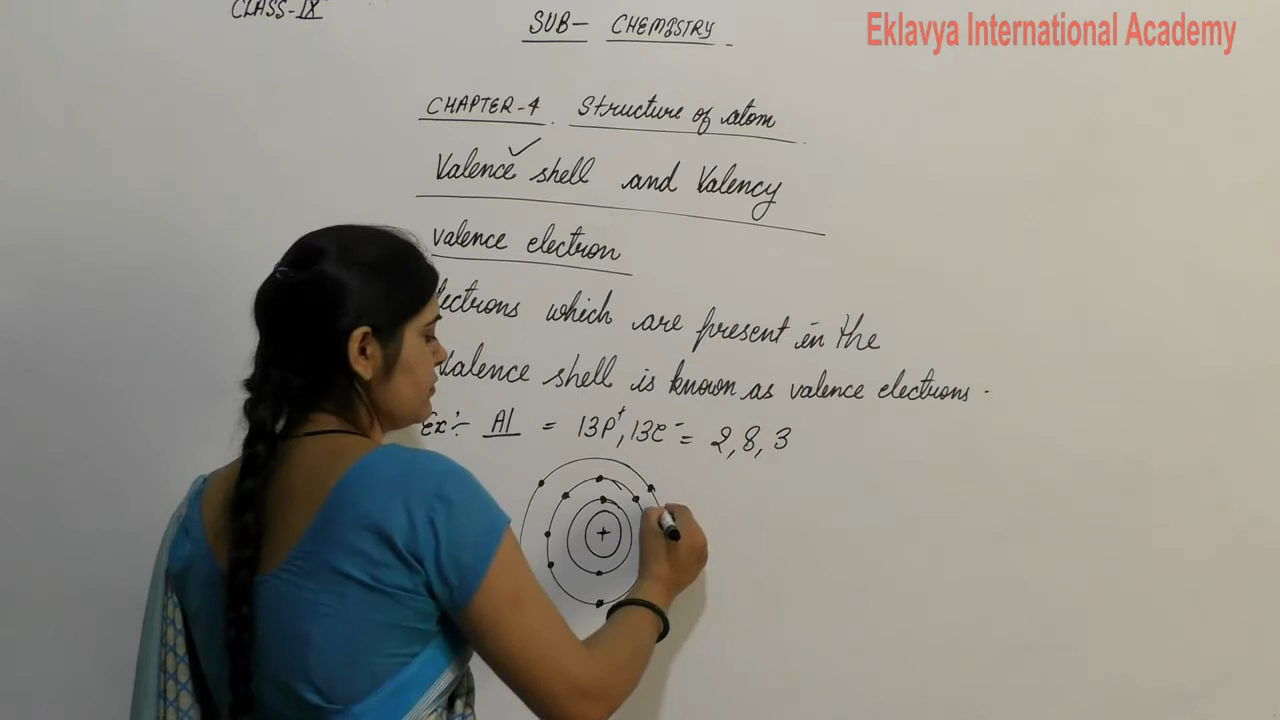 CLASS-IX
SUB- CHEMISTRY
Eklavya International Academy
CHAPTER-4. Structure of atom
Valence shell and Valency
valence electron
lectrons which are present in the
Valence shell is known as valence electrons.
Ex:- Al = 13P+, 13e- = 2,8,3
+